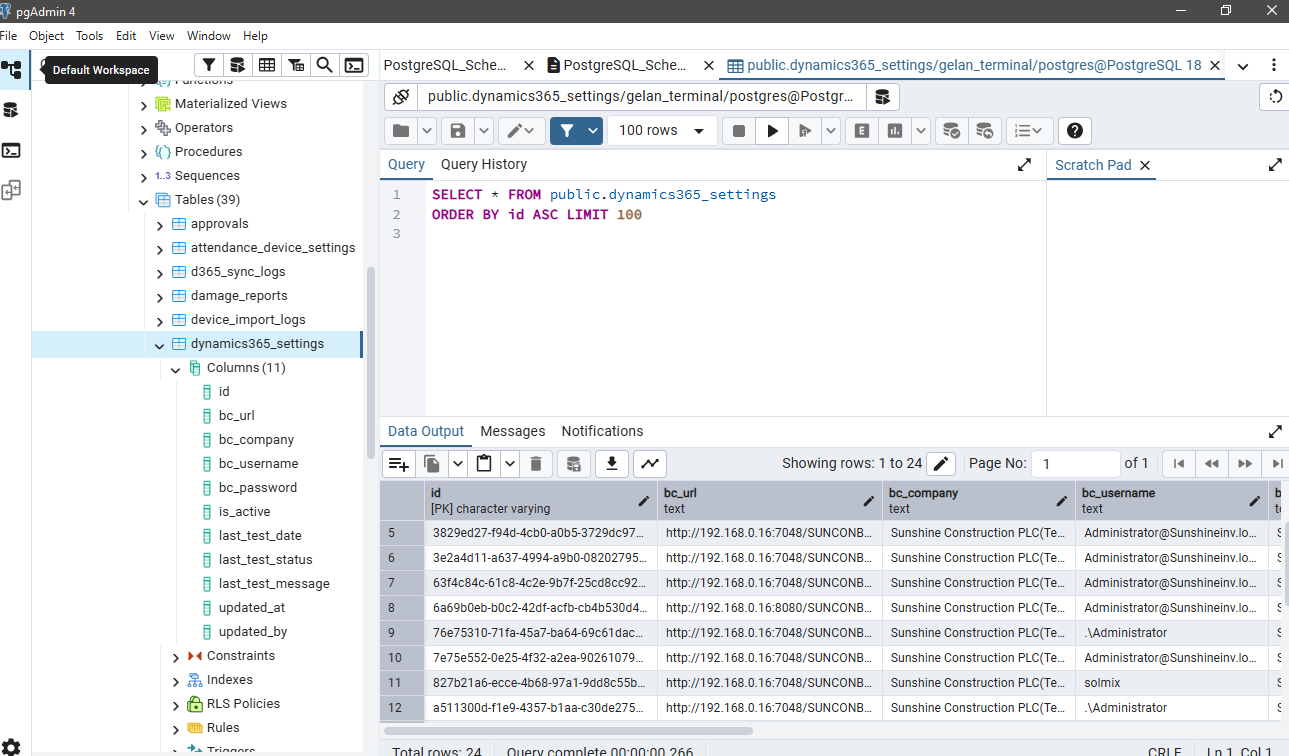 pgAdmin 4
File Object Tools Edit View Window Help
Default Workspace
Functions
Materialized Views
Operators
Procedures
1..3 Sequences
Tables (39)
approvals
attendance_device_settings
d365_sync_logs
damage_reports
device_import_logs
dynamics365_settings
Columns (11)
id
bc_url
bc_company
bc_username
bc_password
is_active
last_test_date
last_test_status
last_test_message
updated_at
updated_by
Constraints
Indexes
RLS Policies
Rules
Triggers
PostgreSQL_Sche... PostgreSQL_Sche... public.dynamics365_settings/gelan_terminal/postgres@PostgreSQL 18
public.dynamics365_settings/gelan_terminal/postgres@Postgr...
100 rows E
Query Query History
Scratch Pad
1 SELECT * FROM public.dynamics365_settings
2 ORDER BY id ASC LIMIT 100
3
Data Output Messages Notifications
Showing rows: 1 to 24 Page No: 1 of 1
id bc_url bc_company bc_username b
[PK] character varying text text text te
5 3829ed27-f94d-4cb0-a0b5-3729dc97... http://192.168.0.16:7048/SUNCONB... Sunshine Construction PLC(Te... Administrator@Sunshineinv.lo... S
6 3e2a4d11-a637-4994-a9b0-08202795... http://192.168.0.16:7048/SUNCONB... Sunshine Construction PLC(Te... Administrator@Sunshineinv.lo... S
7 63f4c84c-61c8-4c2e-9b7f-25cd8cc92... http://192.168.0.16:7048/SUNCONB... Sunshine Construction PLC(Te... Administrator@Sunshineinv.lo... S
8 6a69b0eb-b0c2-42df-acfb-cb4b530d4... http://192.168.0.16:8080/SUNCONB... Sunshine Construction PLC(Te... Administrator@Sunshineinv.lo... S
9 76e75310-71fa-45a7-ba64-69c61dac... http://192.168.0.16:7048/SUNCONB... Sunshine Construction PLC(Te... .\Administrator S
10 7e75e552-0e25-4f32-a2ea-90261079... http://192.168.0.16:7048/SUNCONB... Sunshine Construction PLC(Te... Administrator@Sunshineinv.lo... S
11 827b21a6-ecce-4b68-97a1-9dd8c55b... http://192.168.0.16:7048/SUNCONB... Sunshine Construction PLC(Te... solmix S
12 a511300d-f1e9-4357-b1aa-c30de275... http://192.168.0.16:7048/SUNCONB... Sunshine Construction PLC(Te... .\Administrator S
Total rows: 24 Query complete 00:00:00.266 CRLF Ln 1, Col 1